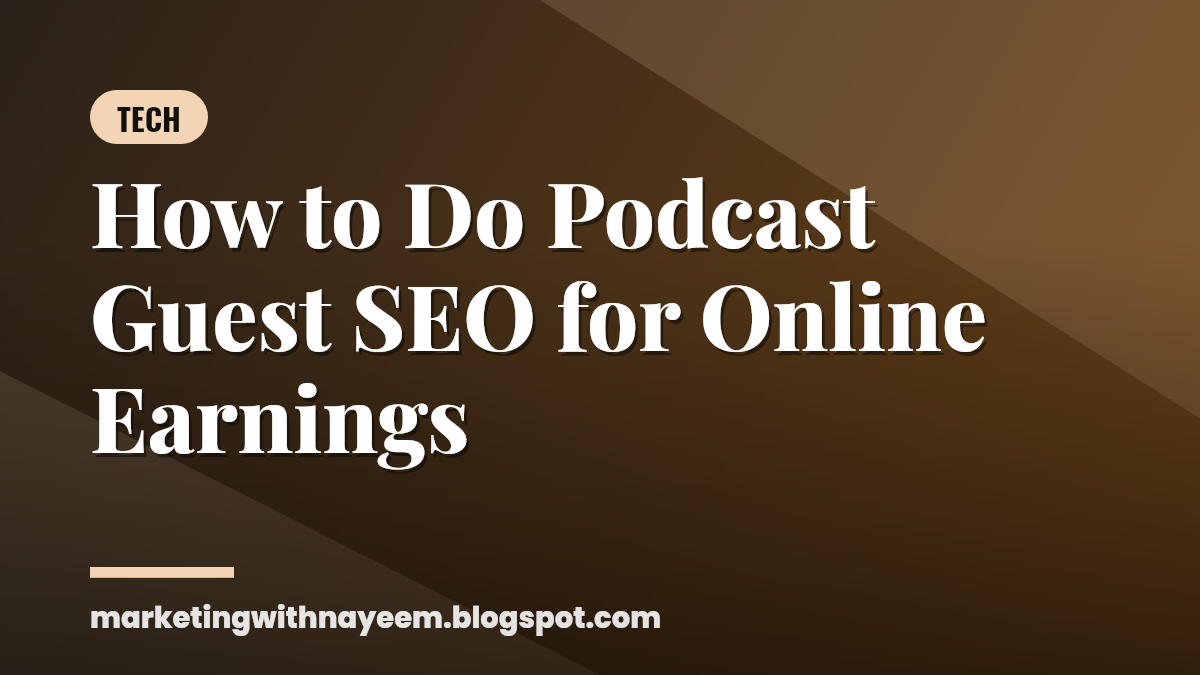 TECH
How to Do Podcast
Guest SEO for Online
Earnings
marketingwithnayeem.blogspot.com